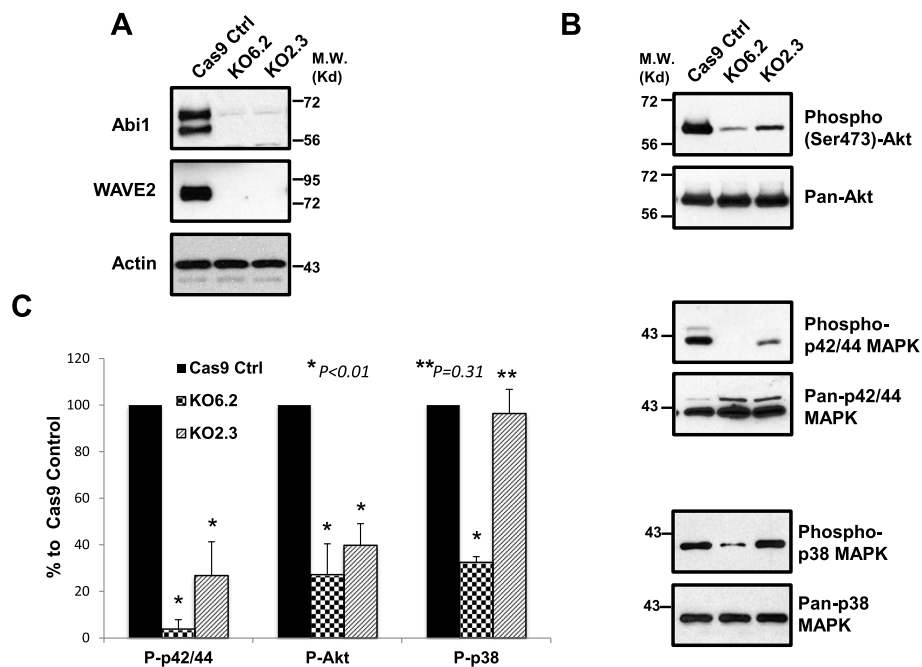 A
Cas9 Ctrl
KO6.2
KO2.3
M.W.
(Kd)
Abi1
72
56
WAVE2
95
72
Actin
43
B
M.W.
(Kd)
Cas9 Ctrl
KO6.2
KO2.3
72
56
Phospho
(Ser473)-Akt
72
56
Pan-Akt
43
Phospho-
p42/44 MAPK
43
Pan-p42/44
MAPK
43
Phospho-
p38 MAPK
43
Pan-p38
MAPK
C
% to Cas9 Control
120
100
80
60
40
20
0
Cas9 Ctrl
KO6.2
KO2.3
* P<0.01
**P=0.31
* *
* *
* **
P-p42/44
P-Akt
P-p38